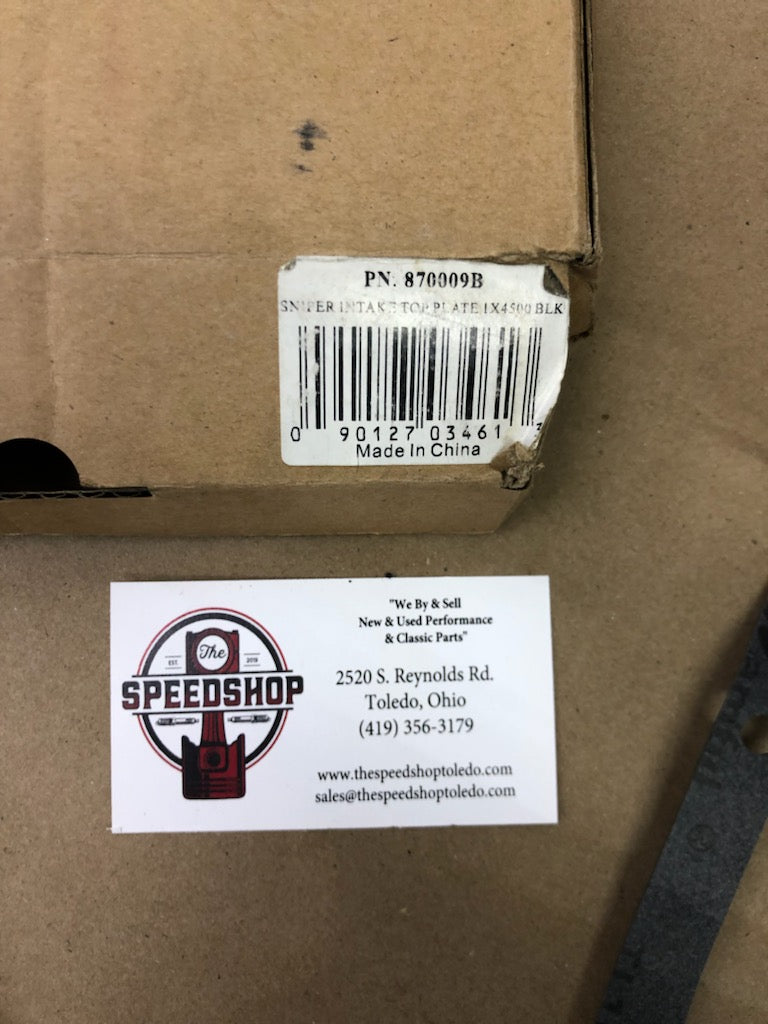 PN. 870009B
SNIPER INTAKE TOP PLATE 1X4500 BLK
0 90127 03461 3
Made In China
"We By & Sell
New & Used Performance
& Classic Parts"
The
EST. 2019
SPEEDSHOP
2520 S. Reynolds Rd.
Toledo, Ohio
(419) 356-3179
www.thespeedshoptoledo.com
sales@thespeedshoptoledo.com